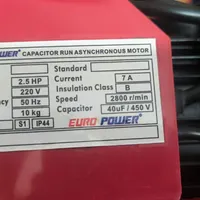 POWER® CAPACITOR RUN ASYNCHRONOUS MOTOR
Standard
2.5 HP Current 7 A
220 V Insulation Class B
ency 50 Hz Speed 2800 r/min
10 kg Capacitor 40uF/ 450 V
S1 IP44 EURO POWER®